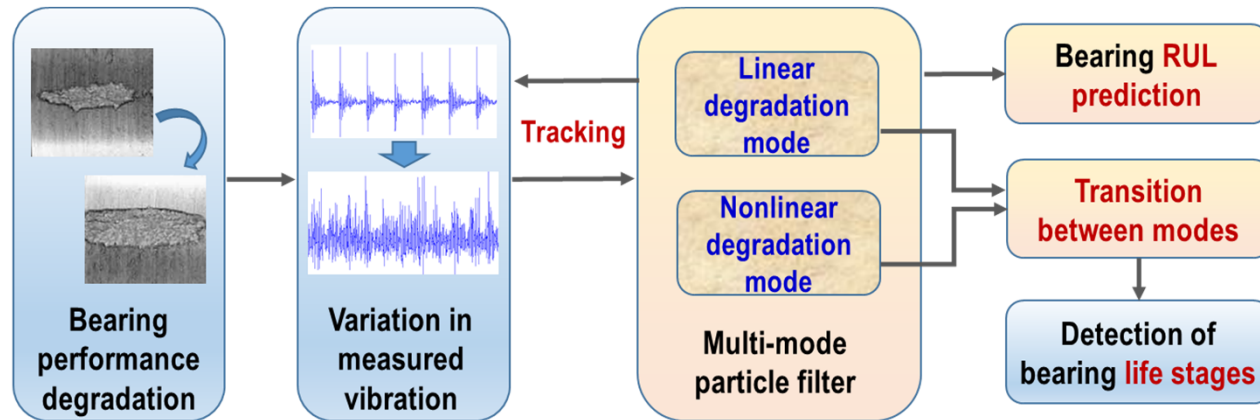 Bearing
performance
degradation
Variation in
measured
vibration
Tracking
Linear
degradation
mode
Nonlinear
degradation
mode
Multi-mode
particle filter
Bearing RUL
prediction
Transition
between modes
Detection of
bearing life stages